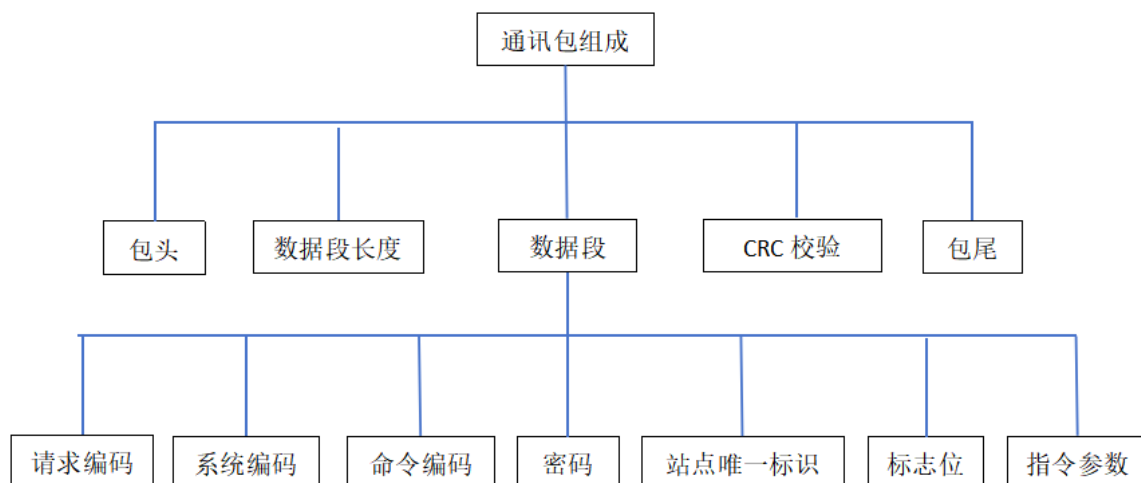 通讯包组成
包头
数据段长度
数据段
CRC 校验
包尾
请求编码
系统编码
命令编码
密码
站点唯一标识
标志位
指令参数